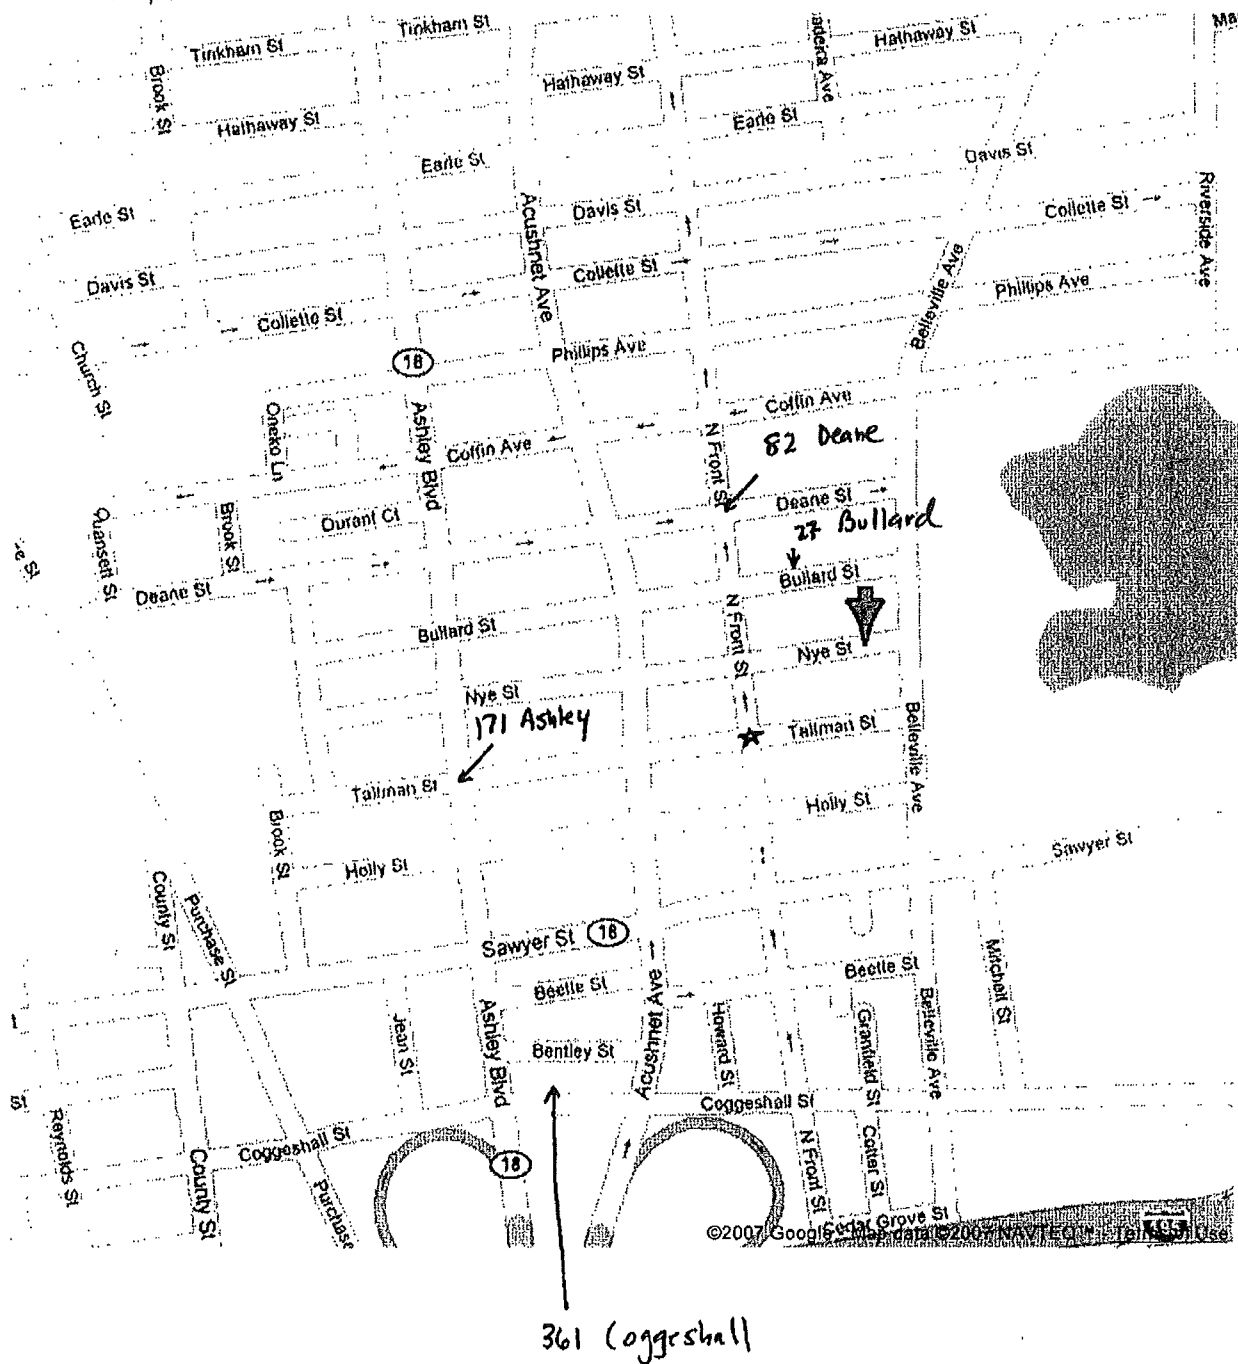 Tinkham St
Tinkham St
Hathaway St
Ma
Brook St
Hathaway St
Hathaway St
Earle St
Earle St
Davis St
Riverside Ave
Earle St
Acushnet Ave
Davis St
Collette St
Davis St
Collette St
Belleville Ave
Phillips Ave
Collette St
Church St
18
Phillips Ave
Oneko Ln
Ashley Blvd
Coffin Ave
N Front St
Coffin Ave
82 Deane
Quansett St
Brook St
Durant Ct
Deane St
27 Bullard
Deane St
Bullard St
Bullard St
N Front St
Nye St
Nye St
171 Ashley
Tallman St
Belleville Ave
Tallman St
Brook St
Holly St
Holly St
Sawyer St
County St
Purchase St
Sawyer St
18
Mitchell St
Beetle St
Beetle St
Jean St
Ashley Blvd
Acushnet Ave
Howard St
Granfield St
Belleville Ave
Bentley St
St
Reynolds St
Coggeshall St
Coggeshall St
County St
Purchase
18
N Front St
Cotter St
Cedar Grove St
©2007 Google - Map data ©2007 NAVTEQ™ - Terms of Use
361 Coggeshall